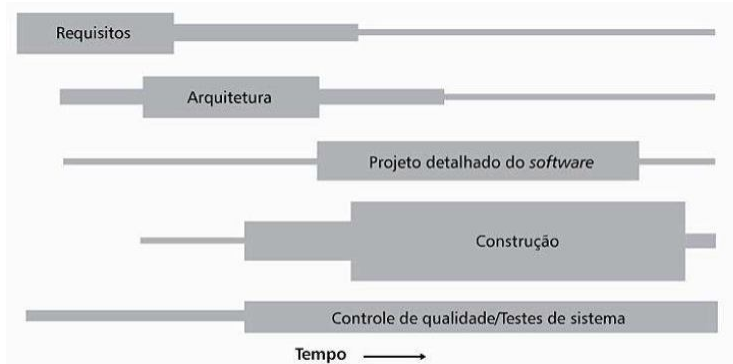 Requisitos
Arquitetura
Projeto detalhado do software
Construção
Controle de qualidade/Testes de sistema
Tempo